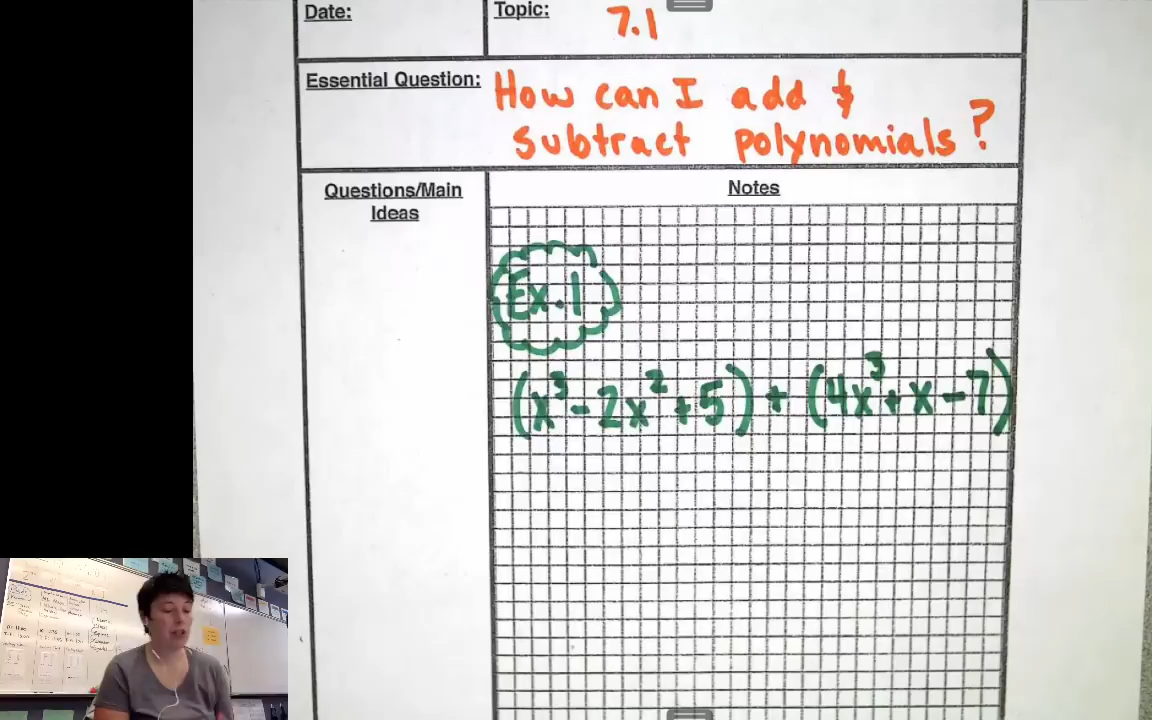 Date:
Topic: 7.1
Essential Question: How can I add &
subtract polynomials?
Questions/Main
Ideas
Notes
Ex. 1
(x³ - 2x² + 5) + (4x³ + x - 7)